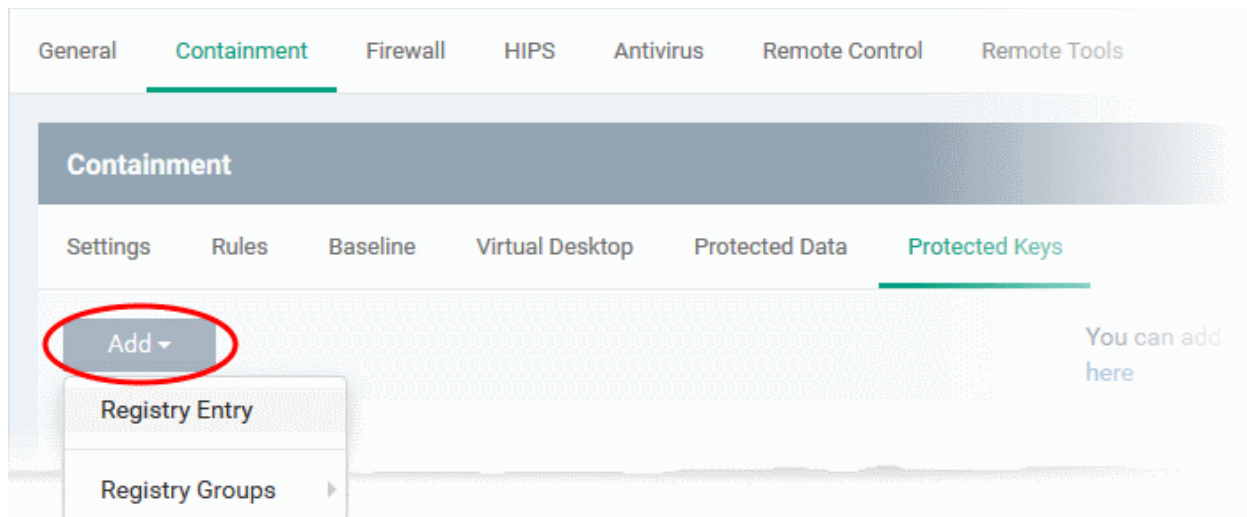 General Containment Firewall HIPS Antivirus Remote Control Remote Tools
Containment
Settings Rules Baseline Virtual Desktop Protected Data Protected Keys
Add
You can add
here
Registry Entry
Registry Groups